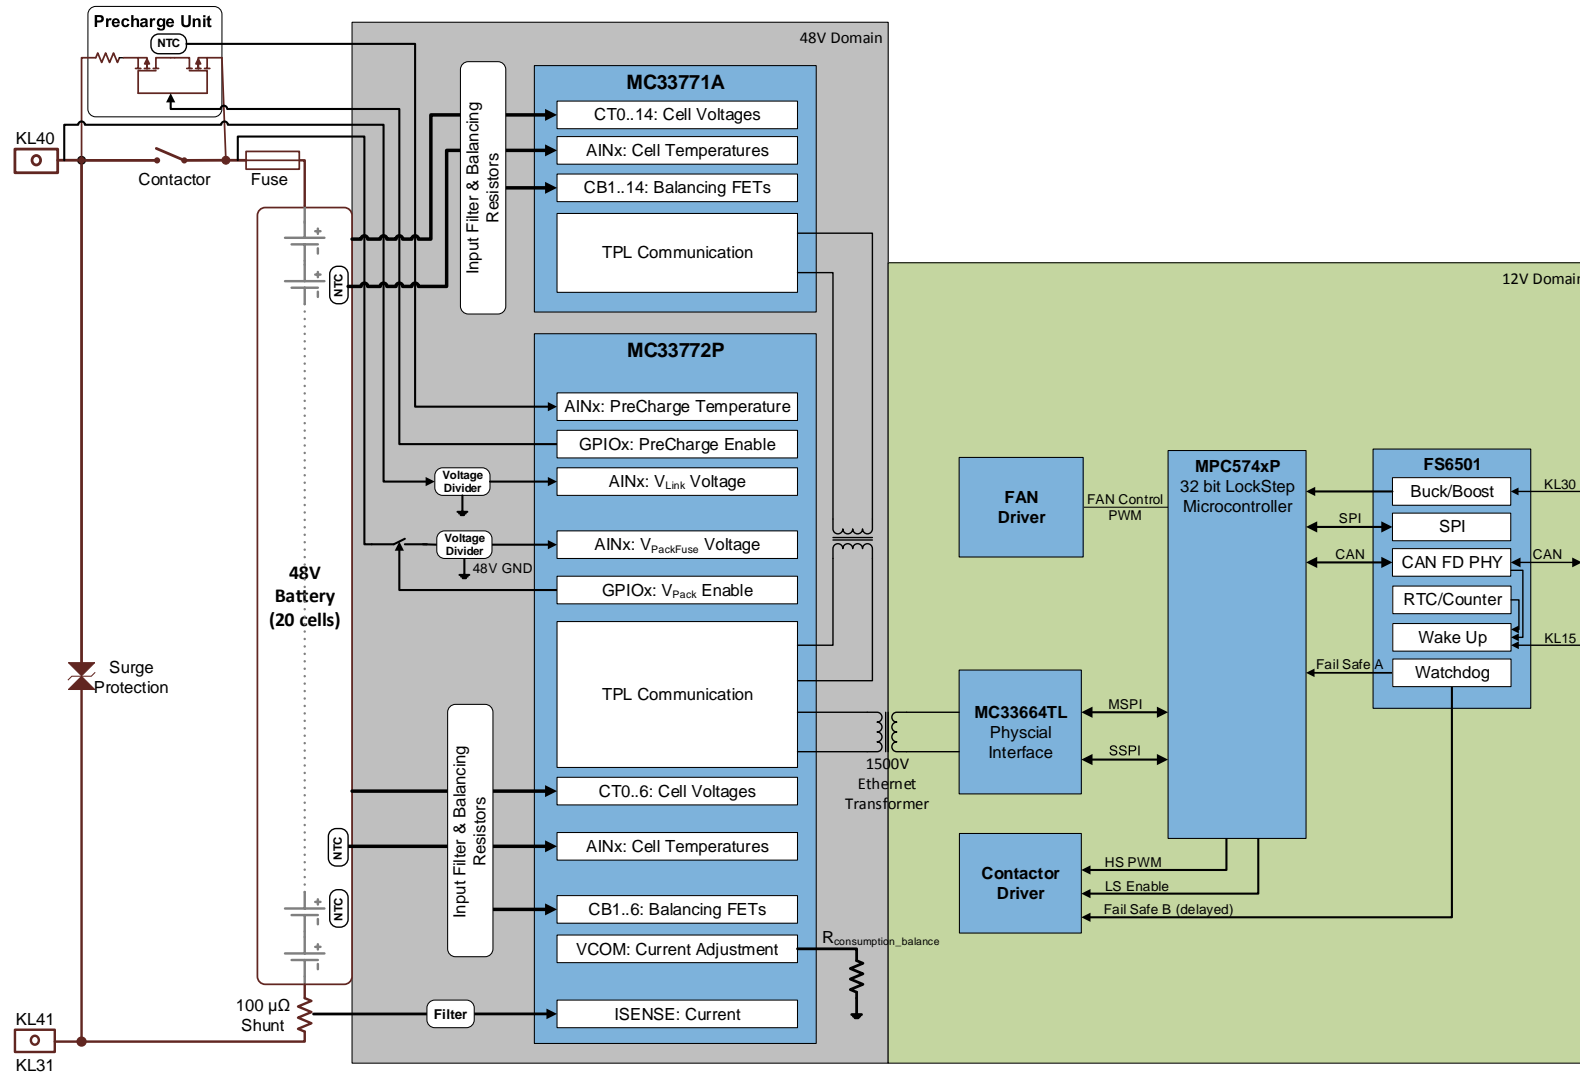 Precharge Unit
NTC
48V Domain
KL40
Contactor
Fuse
Input Filter & Balancing
Resistors
MC33771A
CT0..14: Cell Voltages
AINx: Cell Temperatures
CB1..14: Balancing FETs
TPL Communication
NTC
12V Domain
MC33772P
AINx: PreCharge Temperature
GPIOx: PreCharge Enable
Voltage
Divider
AINx: VLink Voltage
Voltage
Divider
48V GND
AINx: VPackFuse Voltage
GPIOx: VPack Enable
TPL Communication
48V
Battery
(20 cells)
Surge
Protection
Input Filter & Balancing
Resistors
CT0..6: Cell Voltages
NTC
AINx: Cell Temperatures
NTC
CB1..6: Balancing FETs
VCOM: Current Adjustment
Rconsumption_balance
100 µΩ
Shunt
Filter
ISENSE: Current
KL41
KL31
1500V
Ethernet
Transformer
FAN
Driver
FAN Control
PWM
MPC574xP
32 bit LockStep
Microcontroller
FS6501
Buck/Boost
KL30
SPI
SPI
CAN
CAN FD PHY
CAN
RTC/Counter
Wake Up
KL15
Fail Safe A
Watchdog
MC33664TL
Physcial
Interface
MSPI
SSPI
Contactor
Driver
HS PWM
LS Enable
Fail Safe B (delayed)